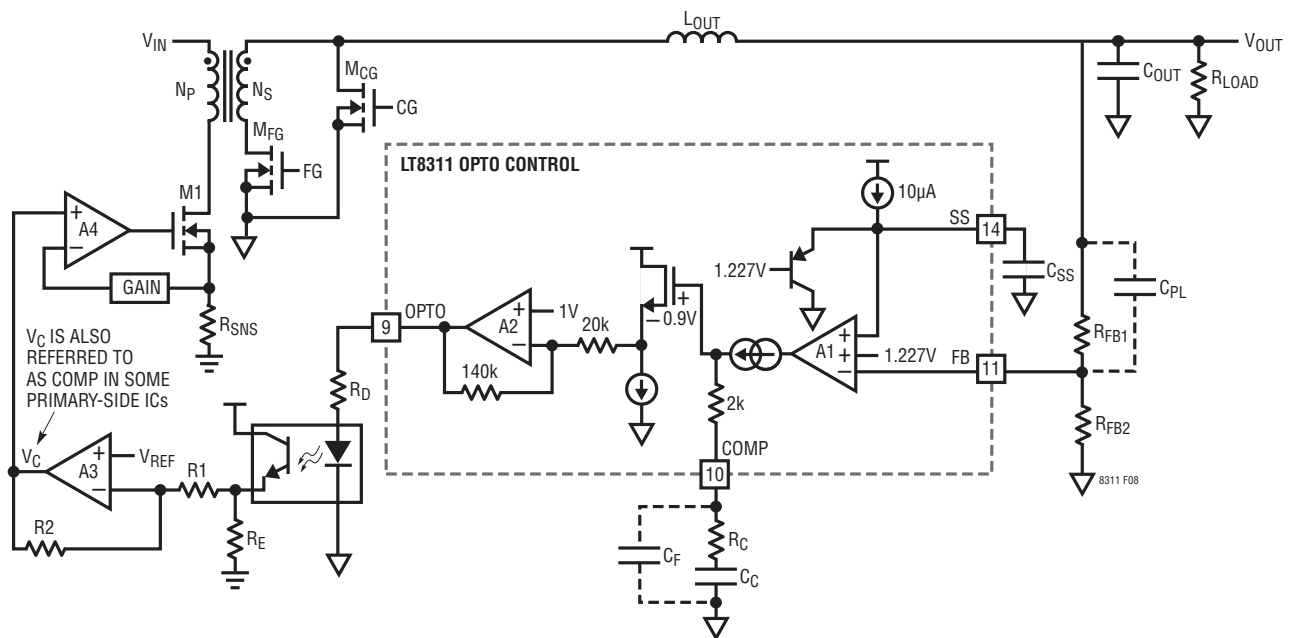 LOUT
VIN
VOUT
NP
NS
MCG
CG
COUT
RLOAD
MFG
FG
M1
LT8311 OPTO CONTROL
10µA
+
A4
−
SS
14
GAIN
1.227V
CSS
CPL
RSNS
9
OPTO
+
A2
−
1V
20k
+
− 0.9V
+
A1 +
−
1.227V
FB
11
RFB1
VC IS ALSO
REFERRED TO
AS COMP IN SOME
PRIMARY-SIDE ICs
140k
RD
2k
RFB2
VC
A3
+
−
VREF
R1
COMP
10
8311 F08
R2
RE
CF
RC
CC